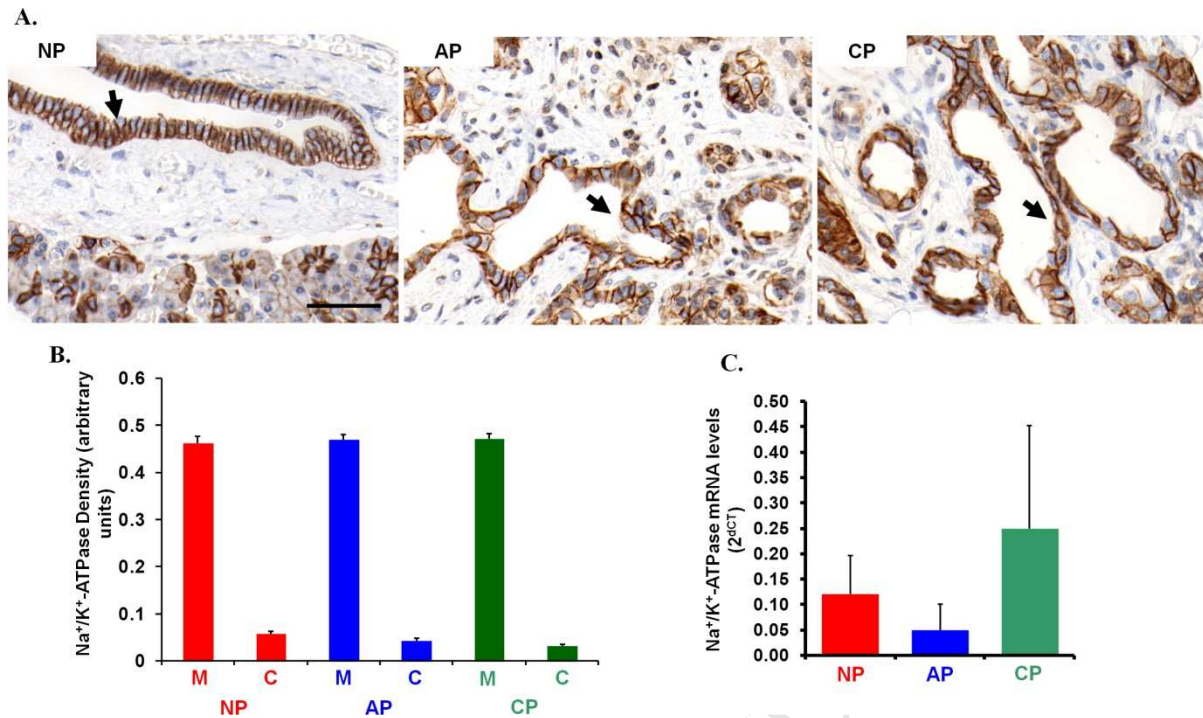 A.
NP
AP
CP
B.
Na⁺/K⁺-ATPase Density (arbitrary
units)
0.6
0.5
0.4
0.3
0.2
0.1
0
M C M C M C
NP AP CP
C.
Na⁺/K⁺-ATPase mRNA levels
(2^dCT)
0.50
0.45
0.40
0.35
0.30
0.25
0.20
0.15
0.10
0.05
0.00
NP AP CP